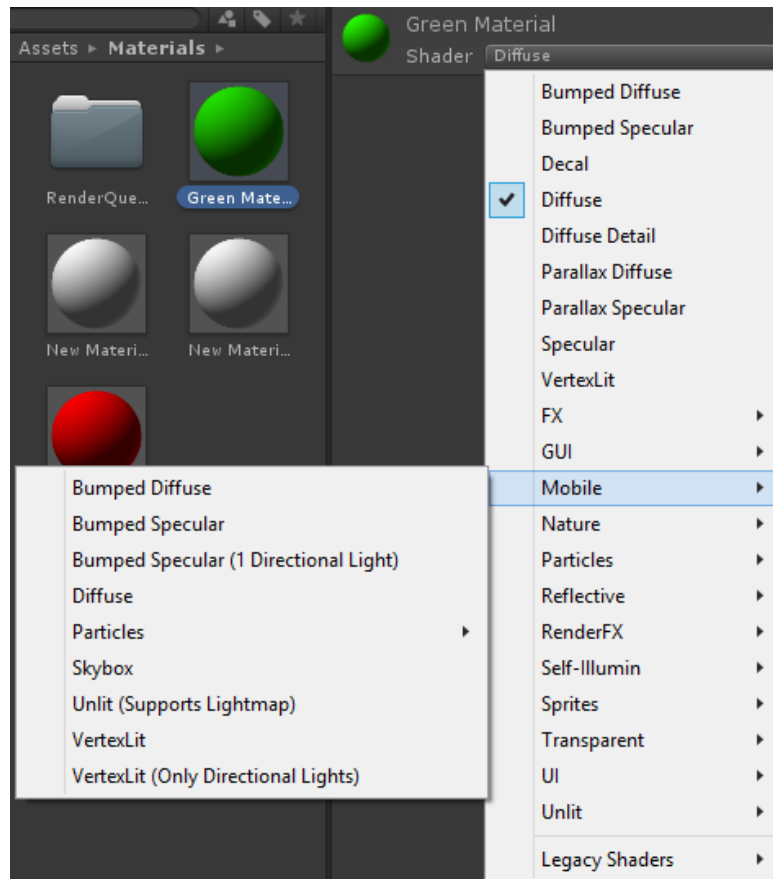 Green Material
Assets ▸ Materials ▸
Shader Diffuse
RenderQue...
Green Mate...
New Materi...
New Materi...
Bumped Diffuse
Bumped Specular
Decal
Diffuse
Diffuse Detail
Parallax Diffuse
Parallax Specular
Specular
VertexLit
FX
GUI
Mobile
Nature
Particles
Reflective
RenderFX
Self-Illumin
Sprites
Transparent
UI
Unlit
Legacy Shaders
Bumped Diffuse
Bumped Specular
Bumped Specular (1 Directional Light)
Diffuse
Particles
Skybox
Unlit (Supports Lightmap)
VertexLit
VertexLit (Only Directional Lights)